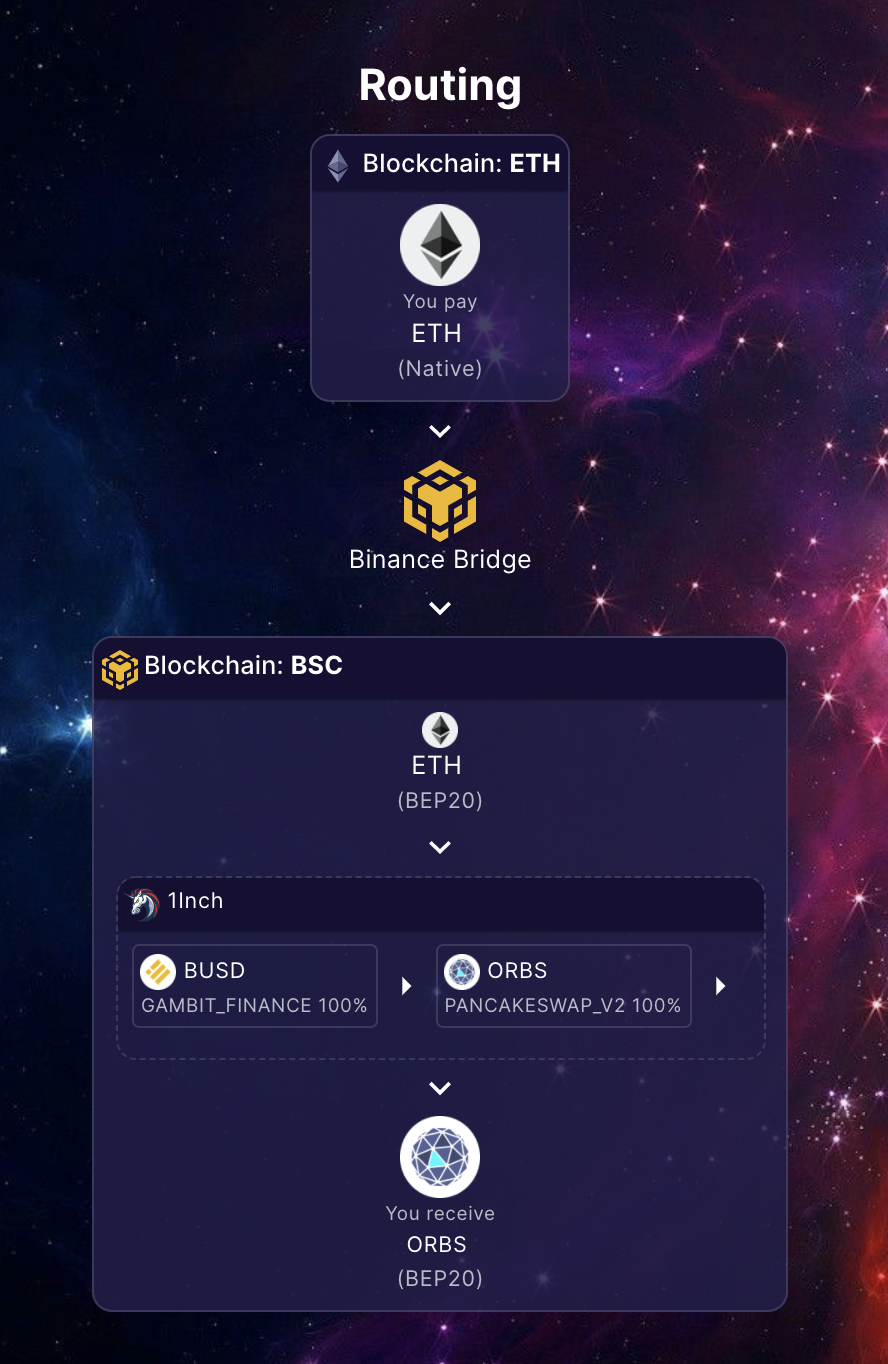 Routing
Blockchain: ETH
You pay
ETH
(Native)
Binance Bridge
Blockchain: BSC
ETH
(BEP20)
1Inch
BUSD
GAMBIT_FINANCE 100%
ORBS
PANCAKESWAP_V2 100%
You receive
ORBS
(BEP20)